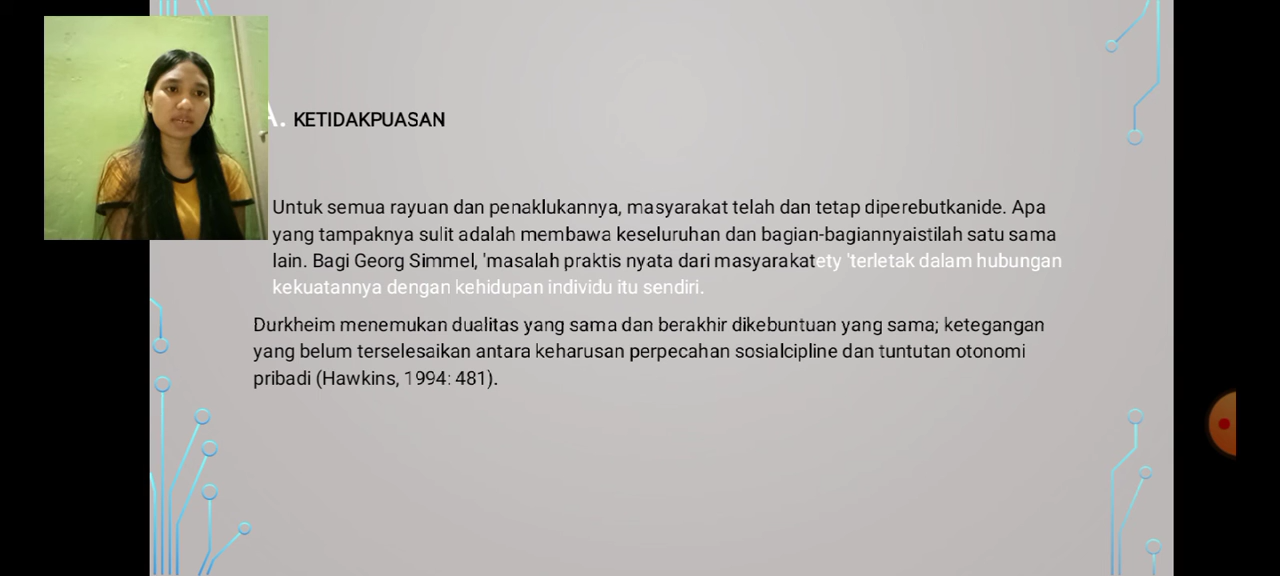 A. KETIDAKPUASAN
Untuk semua rayuan dan penaklukannya, masyarakat telah dan tetap diperebutkanide. Apa
yang tampaknya sulit adalah membawa keseluruhan dan bagian-bagiannyaistilah satu sama
lain. Bagi Georg Simmel, 'masalah praktis nyata dari masyarakatety 'terletak dalam hubungan
kekuatannya dengan kehidupan individu itu sendiri.
Durkheim menemukan dualitas yang sama dan berakhir dikebuntuan yang sama; ketegangan
yang belum terselesaikan antara keharusan perpecahan sosialcipline dan tuntutan otonomi
pribadi (Hawkins, 1994: 481).